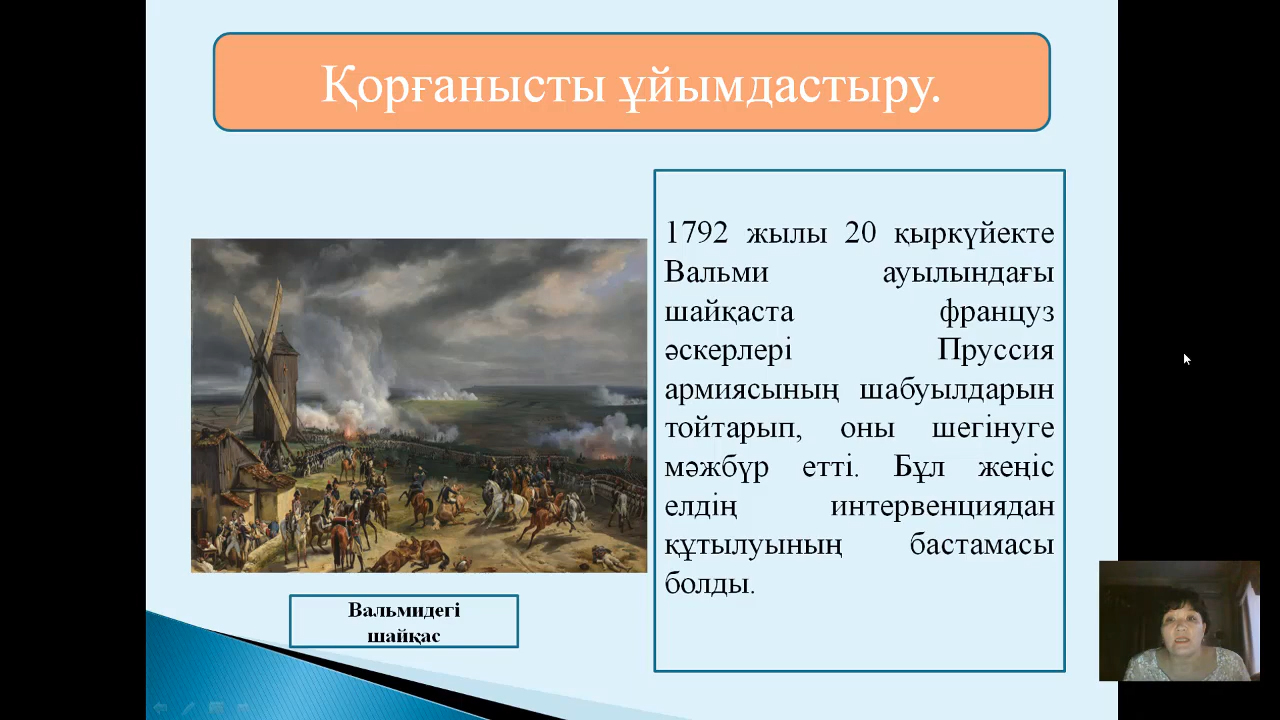 Қорғанысты ұйымдастыру.
1792 жылы 20 қыркүйекте
Вальми ауылындағы
шайқаста француз
әскерлері Пруссия
армиясының шабуылдарын
тойтарып, оны шегінуге
мәжбүр етті. Бұл жеңіс
елдің интервенциядан
құтылуының бастамасы
болды.
Вальмидегі
шайқас